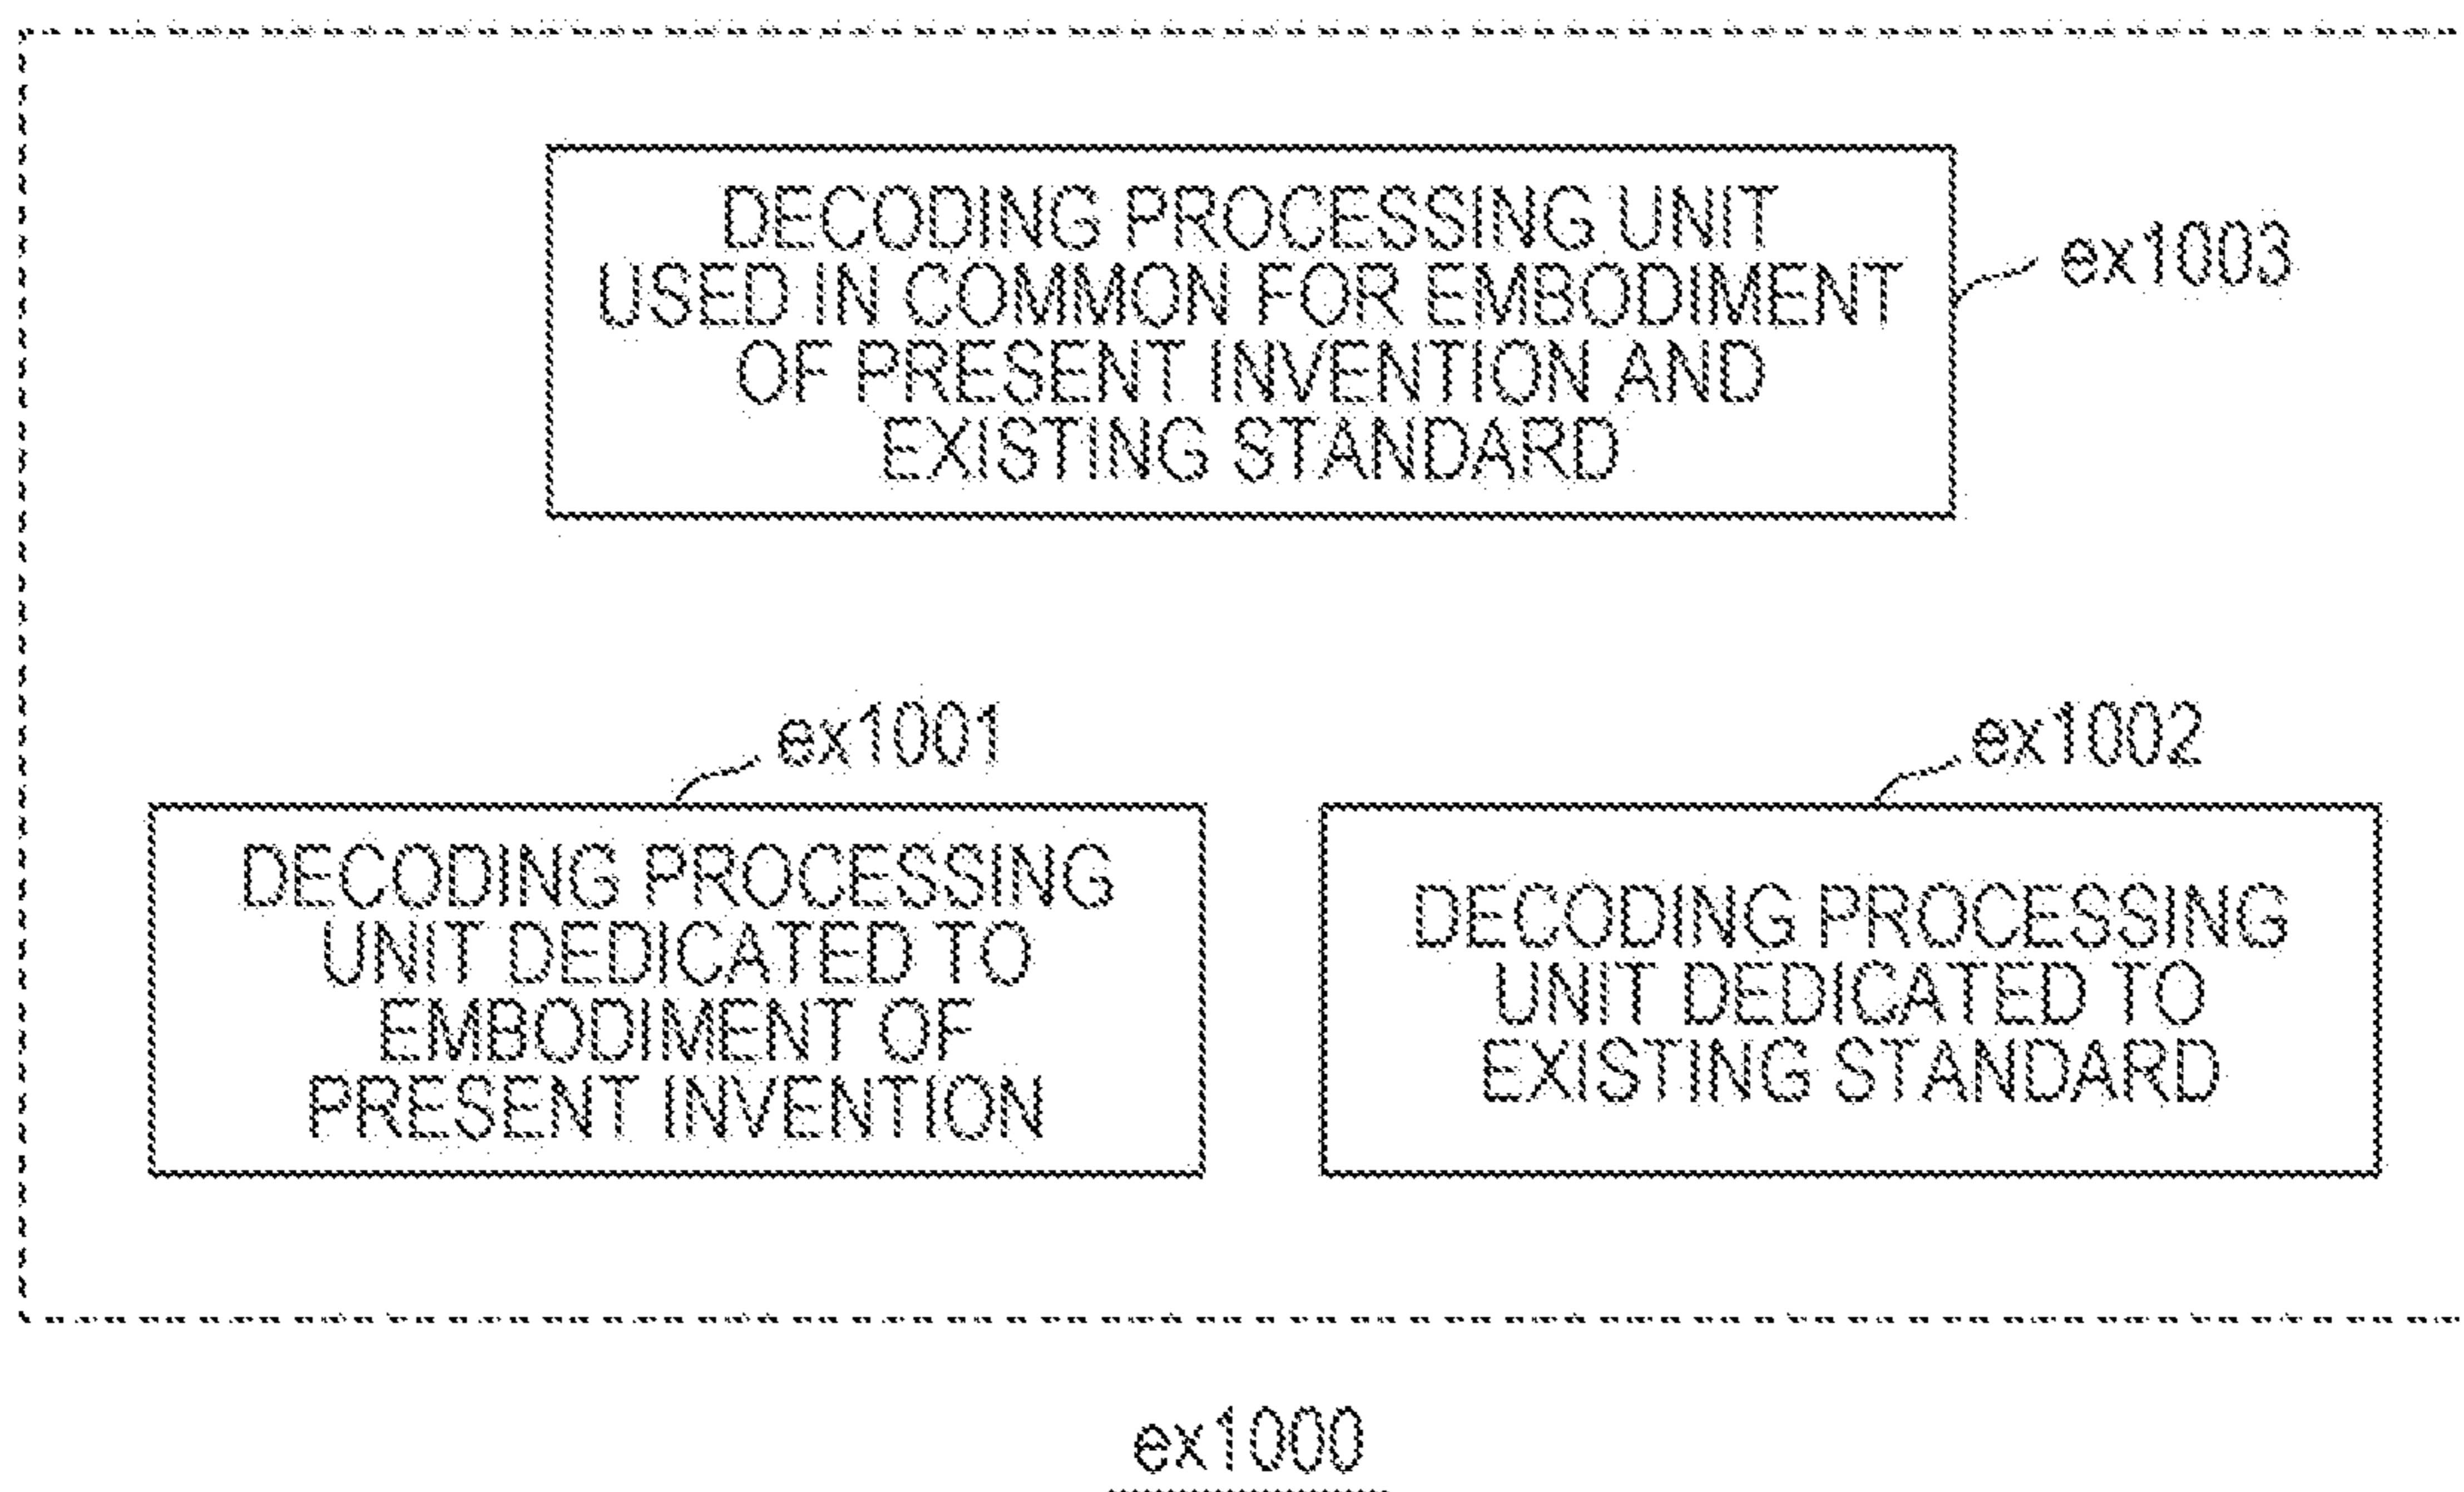 DECODING PROCESSING UNIT
USED IN COMMON FOR EMBODIMENT
OF PRESENT INVENTION AND
EXISTING STANDARD
ex1003
ex1001
DECODING PROCESSING
UNIT DEDICATED TO
EMBODIMENT OF
PRESENT INVENTION
ex1002
DECODING PROCESSING
UNIT DEDICATED TO
EXISTING STANDARD
ex1000